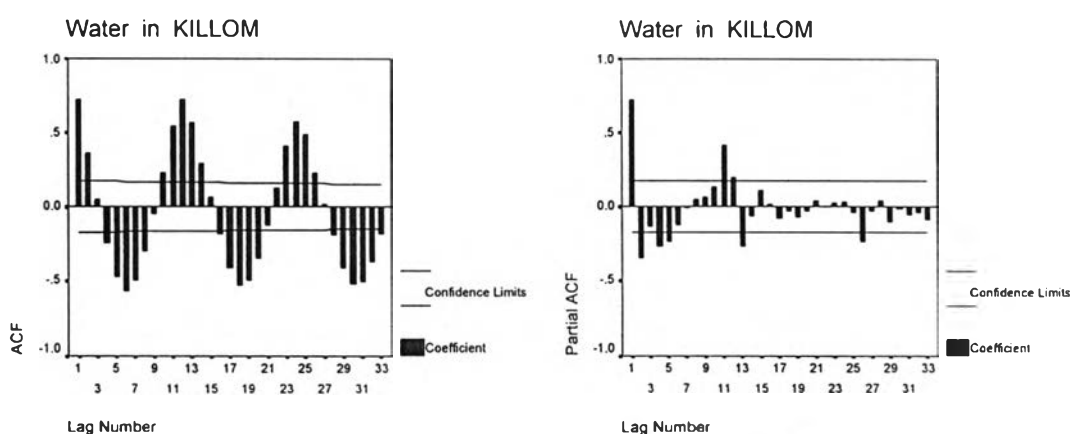 Water in KILLOM
1.0
.5
0.0
-.5
-1.0
ACF
1 5 9 13 17 21 25 29 33
3 7 11 15 19 23 27 31
Lag Number
Confidence Limits
Coefficient
Water in KILLOM
1.0
.5
0.0
-.5
-1.0
Partial ACF
1 5 9 13 17 21 25 29 33
3 7 11 15 19 23 27 31
Lag Number
Confidence Limits
Coefficient